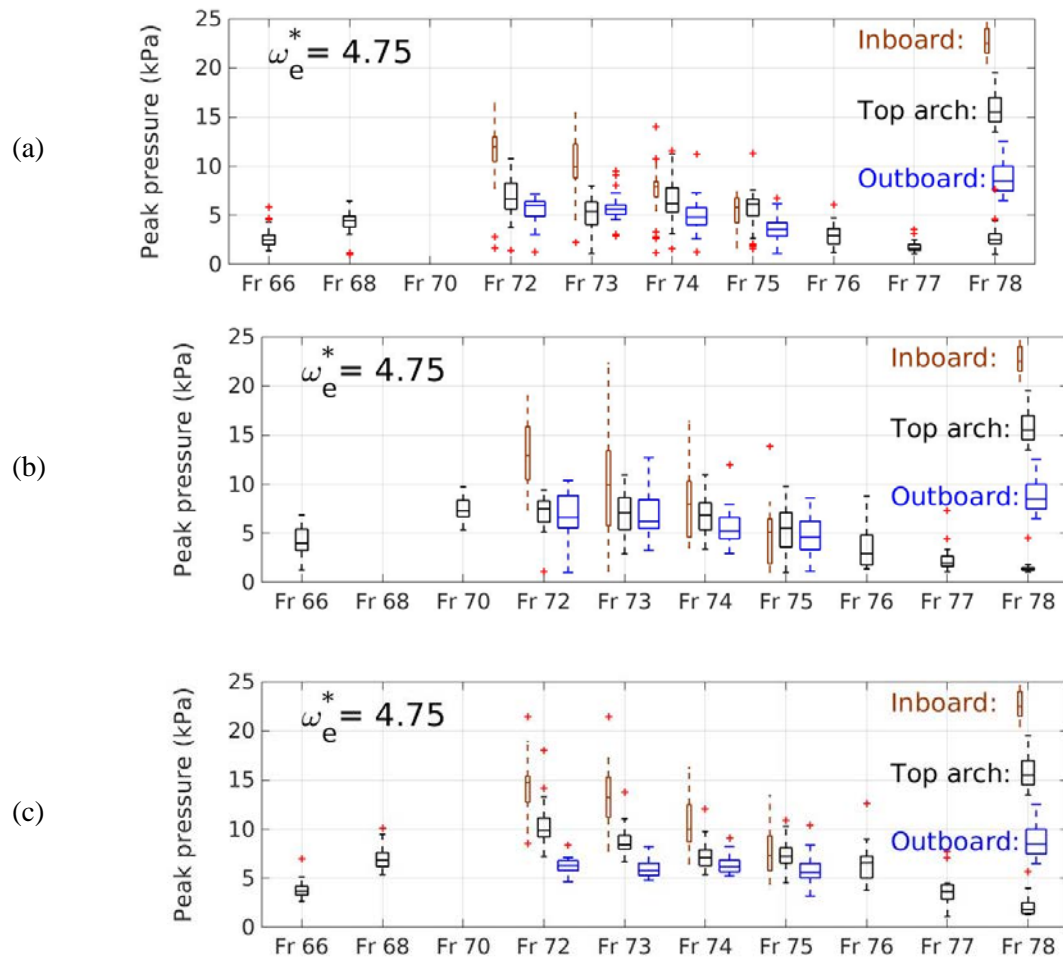 (a)
Peak pressure (kPa)
25
20
15
10
5
0
ω*e = 4.75
Inboard:
Top arch:
Outboard:
Fr 66 Fr 68 Fr 70 Fr 72 Fr 73 Fr 74 Fr 75 Fr 76 Fr 77 Fr 78
(b)
Peak pressure (kPa)
25
20
15
10
5
0
ω*e = 4.75
Inboard:
Top arch:
Outboard:
Fr 66 Fr 68 Fr 70 Fr 72 Fr 73 Fr 74 Fr 75 Fr 76 Fr 77 Fr 78
(c)
Peak pressure (kPa)
25
20
15
10
5
0
ω*e = 4.75
Inboard:
Top arch:
Outboard:
Fr 66 Fr 68 Fr 70 Fr 72 Fr 73 Fr 74 Fr 75 Fr 76 Fr 77 Fr 78